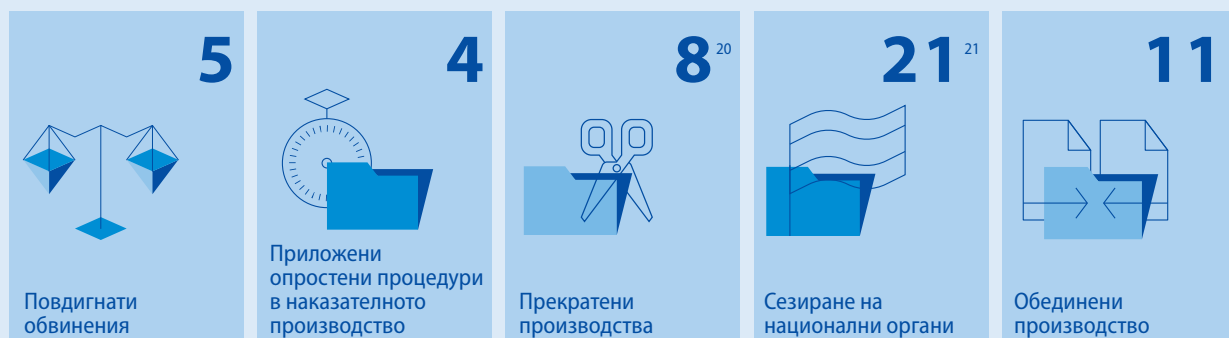 5
Повдигнати
обвинения
4
Приложени
опростени процедури
в наказателното
производство
8 20
Прекратени
производства
21 21
Сезиране на
национални органи
11
Обединени
производство